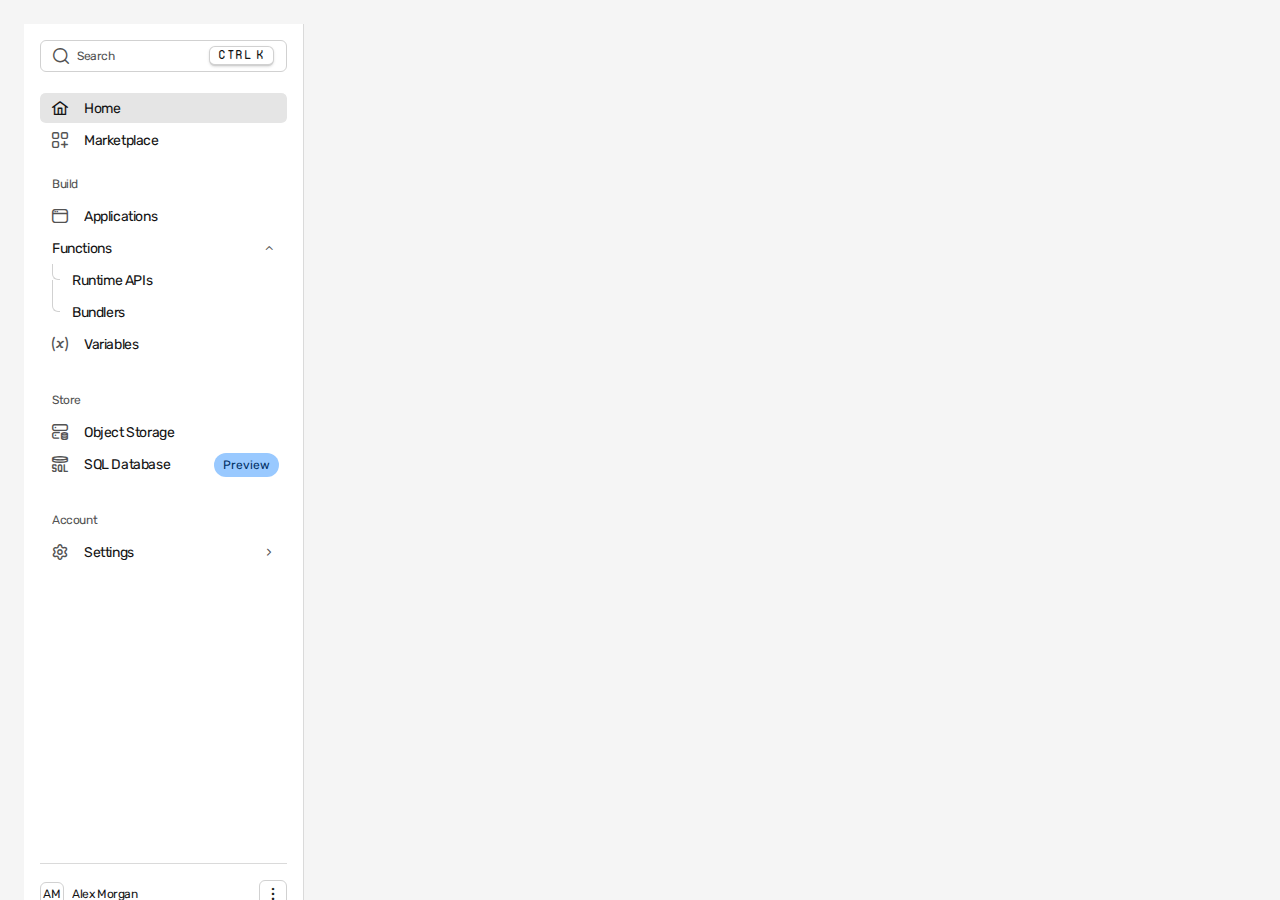 Search CTRL K
Home
Marketplace
Build
Applications
Functions
Runtime APIs
Bundlers
(x) Variables
Store
Object Storage
SQL SQL Database Preview
Account
Settings
AM Alex Morgan